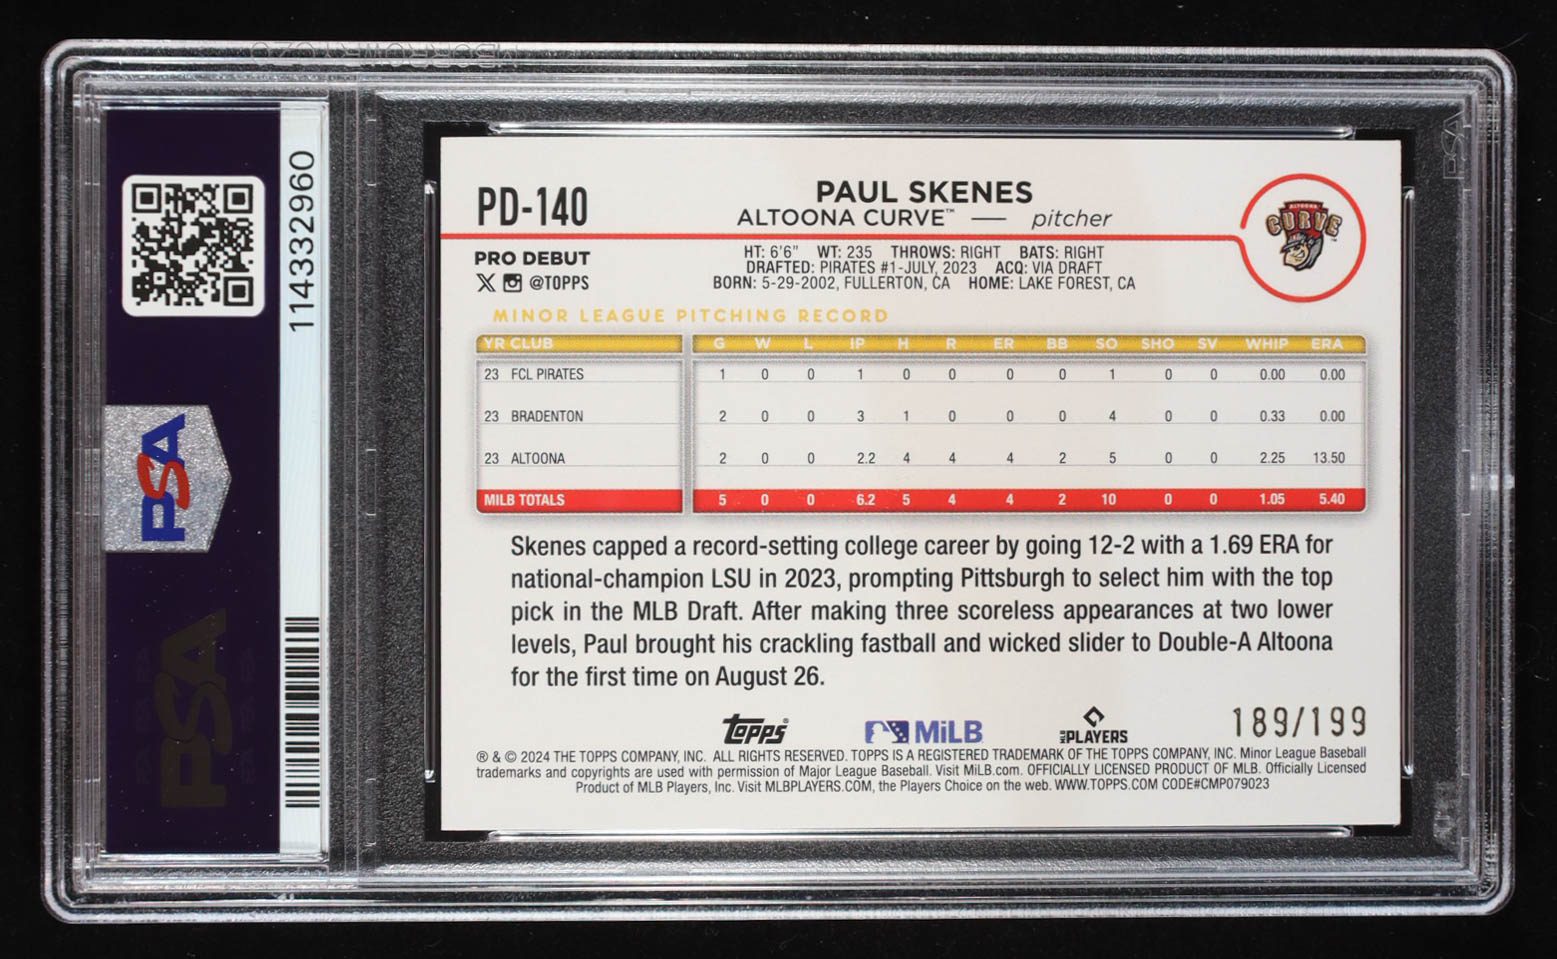 PD-140
PAUL SKENES
ALTOONA CURVE™ — pitcher
ALTOONA
CURVE
PRO DEBUT
@TOPPS
HT: 6'6" WT: 235 THROWS: RIGHT BATS: RIGHT
DRAFTED: PIRATES #1-JULY, 2023 ACQ: VIA DRAFT
BORN: 5-29-2002, FULLERTON, CA HOME: LAKE FOREST, CA
MINOR LEAGUE PITCHING RECORD
YR CLUB G W L IP H R ER BB SO SHO SV WHIP ERA
23 FCL PIRATES 1 0 0 1 0 0 0 0 1 0 0 0.00 0.00
23 BRADENTON 2 0 0 3 1 0 0 0 4 0 0 0.33 0.00
23 ALTOONA 2 0 0 2.2 4 4 4 2 5 0 0 2.25 13.50
MILB TOTALS 5 0 0 6.2 5 4 4 2 10 0 0 1.05 5.40
Skenes capped a record-setting college career by going 12-2 with a 1.69 ERA for
national-champion LSU in 2023, prompting Pittsburgh to select him with the top
pick in the MLB Draft. After making three scoreless appearances at two lower
levels, Paul brought his crackling fastball and wicked slider to Double-A Altoona
for the first time on August 26.
topps® MiLB MLB PLAYERS 189/199
® & © 2024 THE TOPPS COMPANY, INC. ALL RIGHTS RESERVED. TOPPS IS A REGISTERED TRADEMARK OF THE TOPPS COMPANY, INC. Minor League Baseball
trademarks and copyrights are used with permission of Major League Baseball. Visit MiLB.com. OFFICIALLY LICENSED PRODUCT OF MLB. Officially Licensed
Product of MLB Players, Inc. Visit MLBPLAYERS.COM, the Players Choice on the web. WWW.TOPPS.COM CODE#CMP079023
114332960
PSA
PSA
PSA